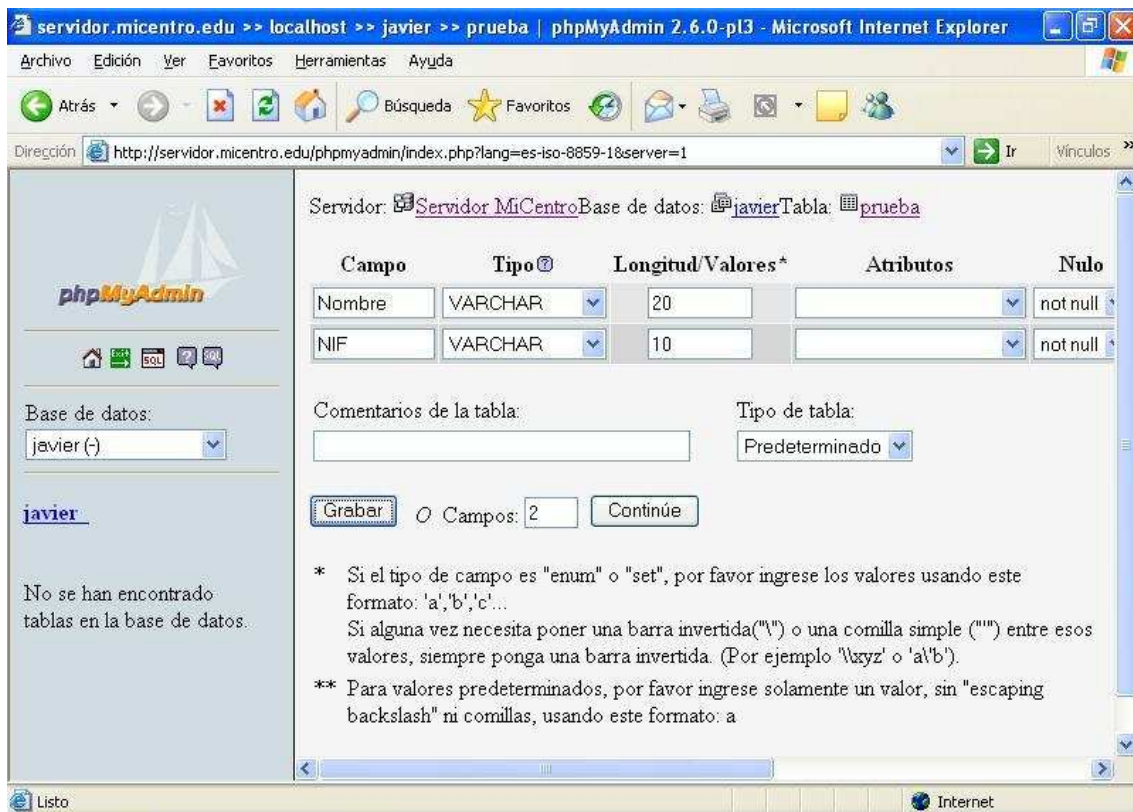 servidor.micentro.edu >> localhost >> javier >> prueba | phpMyAdmin 2.6.0-pl3 - Microsoft Internet Explorer
Archivo Edición Ver Favoritos Herramientas Ayuda
Atrás Búsqueda Favoritos
Dirección http://servidor.micentro.edu/phpmyadmin/index.php?lang=es-iso-8859-1&server=1 Ir Vínculos »
phpMyAdmin
Exit SQL ? SQL
Base de datos:
javier (-)
javier
No se han encontrado
tablas en la base de datos.
Servidor: Servidor MiCentroBase de datos: javierTabla: prueba
Campo Tipo Longitud/Valores* Atributos Nulo
Nombre VARCHAR 20 not null
NIF VARCHAR 10 not null
Comentarios de la tabla: Tipo de tabla:
Predeterminado
Grabar O Campos: 2 Continúe
* Si el tipo de campo es "enum" o "set", por favor ingrese los valores usando este
formato: 'a','b','c'...
Si alguna vez necesita poner una barra invertida("\") o una comilla simple ("'") entre esos
valores, siempre ponga una barra invertida. (Por ejemplo '\\xyz' o 'a\'b').
** Para valores predeterminados, por favor ingrese solamente un valor, sin "escaping
backslash" ni comillas, usando este formato: a
Listo Internet